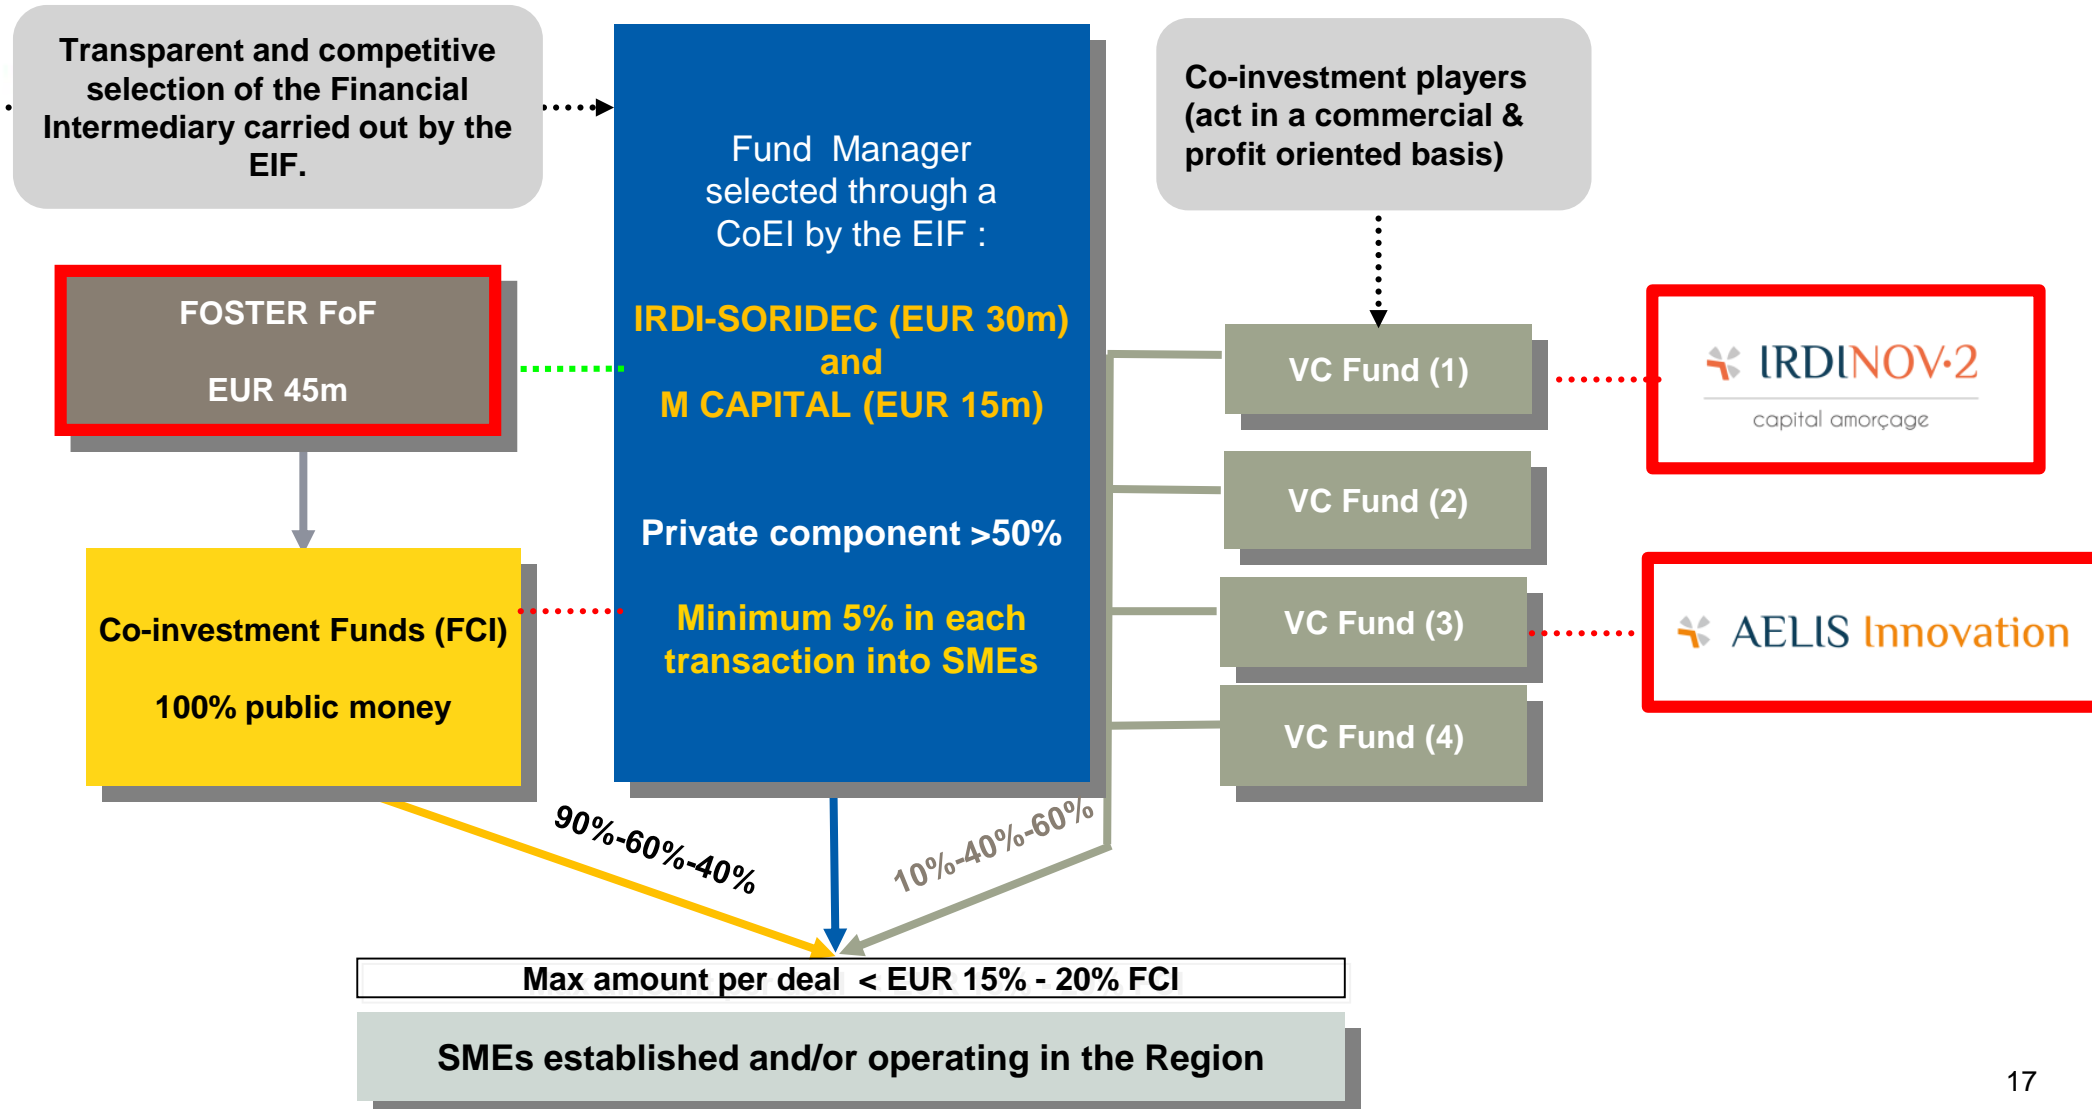 Transparent and competitive
selection of the Financial
Intermediary carried out by the
EIF.
FOSTER FoF
EUR 45m
Co-investment Funds (FCI)
100% public money
Fund Manager
selected through a
CoEI by the EIF :
IRDI-SORIDEC (EUR 30m)
and
M CAPITAL (EUR 15m)
Private component >50%
Minimum 5% in each
transaction into SMEs
Co-investment players
(act in a commercial &
profit oriented basis)
VC Fund (1)
VC Fund (2)
VC Fund (3)
VC Fund (4)
IRDINOV·2
capital amorçage
AELIS Innovation
90%-60%-40%
10%-40%-60%
Max amount per deal < EUR 15% - 20% FCI
SMEs established and/or operating in the Region
17